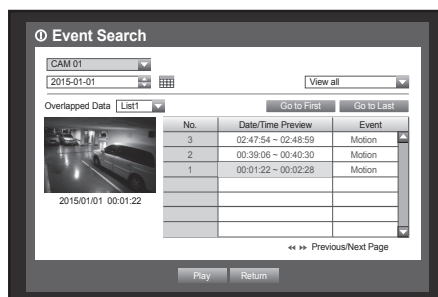 Event Search
CAM 01
2015-01-01
View all
Overlapped Data List1
Go to First Go to Last
No. Date/Time Preview Event
3 02:47:54 ~ 02:48:59 Motion
2 00:39:06 ~ 00:40:30 Motion
1 00:01:22 ~ 00:02:28 Motion
2015/01/01 00:01:22
Previous/Next Page
Play Return